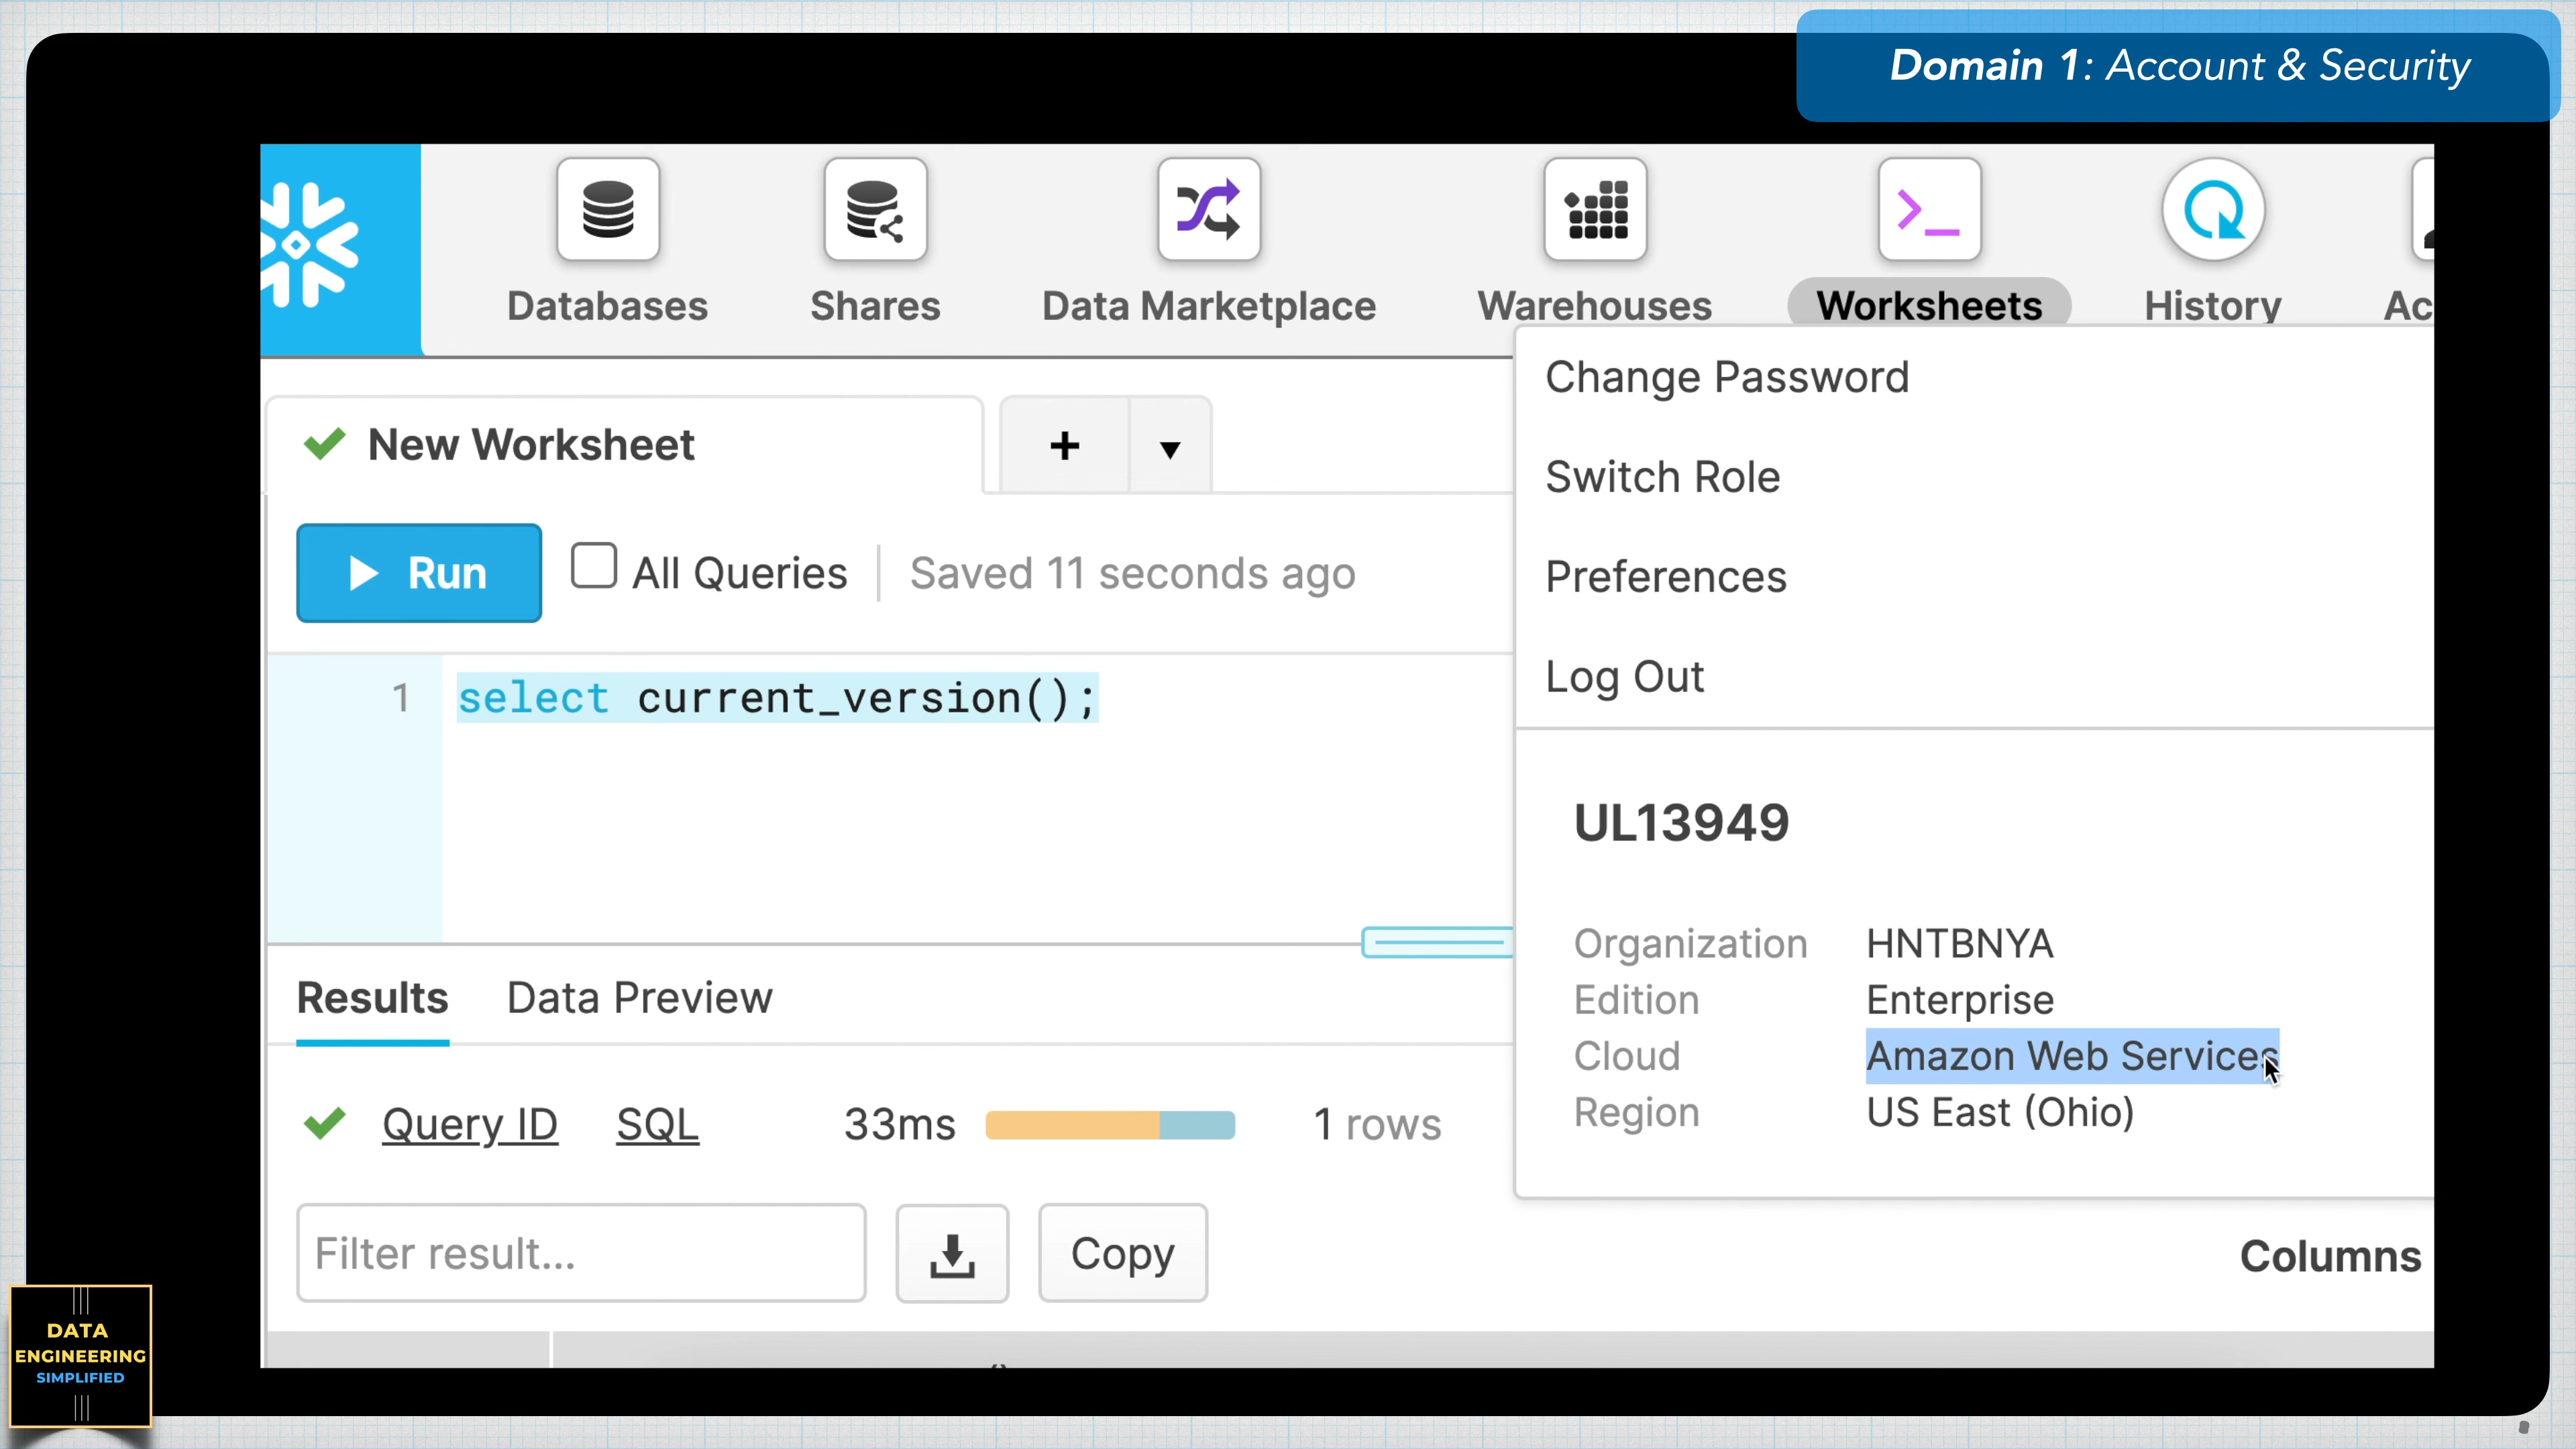 Domain 1: Account & Security
Databases
Shares
Data Marketplace
Warehouses
Worksheets
History
Ac
New Worksheet
+
Run
All Queries
Saved 11 seconds ago
1
select current_version();
Change Password
Switch Role
Preferences
Log Out
UL13949
Organization HNTBNYA
Edition Enterprise
Cloud Amazon Web Services
Region US East (Ohio)
Results
Data Preview
Query ID
SQL
33ms
1 rows
Filter result...
Copy
Columns
DATA
ENGINEERING
SIMPLIFIED